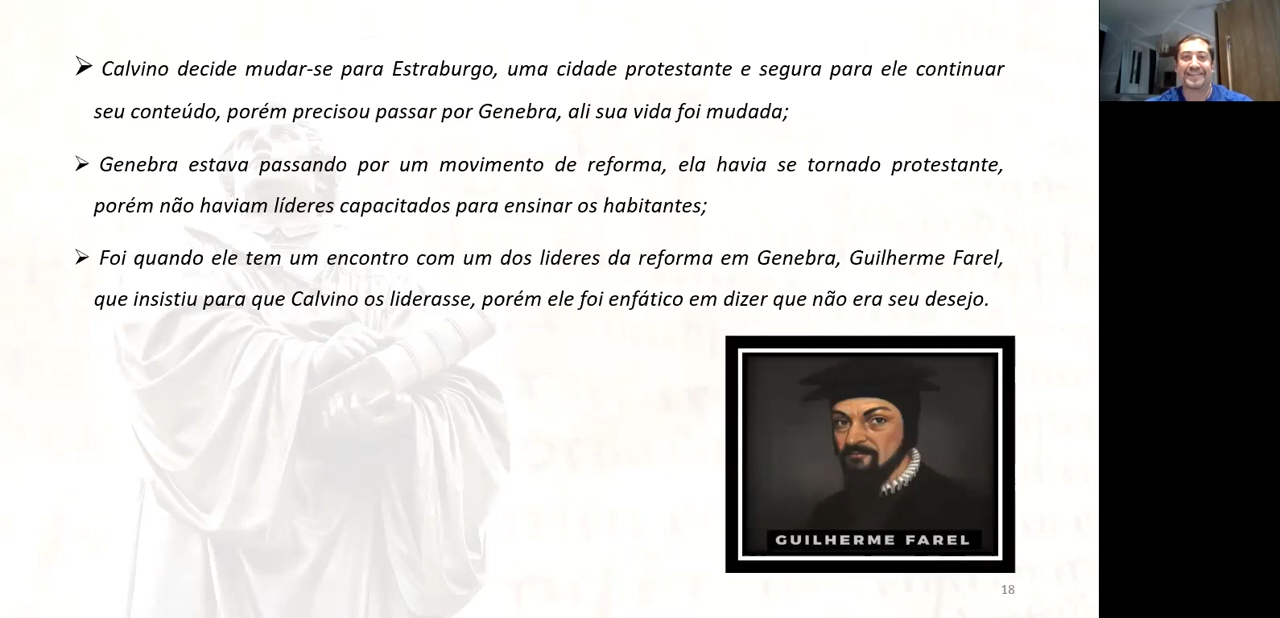 ➢ Calvino decide mudar-se para Estraburgo, uma cidade protestante e segura para ele continuar
seu conteúdo, porém precisou passar por Genebra, ali sua vida foi mudada;
➢ Genebra estava passando por um movimento de reforma, ela havia se tornado protestante,
porém não haviam líderes capacitados para ensinar os habitantes;
➢ Foi quando ele tem um encontro com um dos lideres da reforma em Genebra, Guilherme Farel,
que insistiu para que Calvino os liderasse, porém ele foi enfático em dizer que não era seu desejo.
GUILHERME FAREL
18